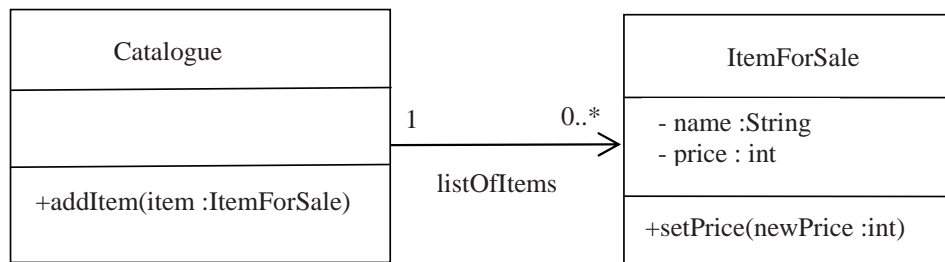 Catalogue
+addItem(item :ItemForSale)
1
0..*
listOfItems
ItemForSale
- name :String
- price : int
+setPrice(newPrice :int)